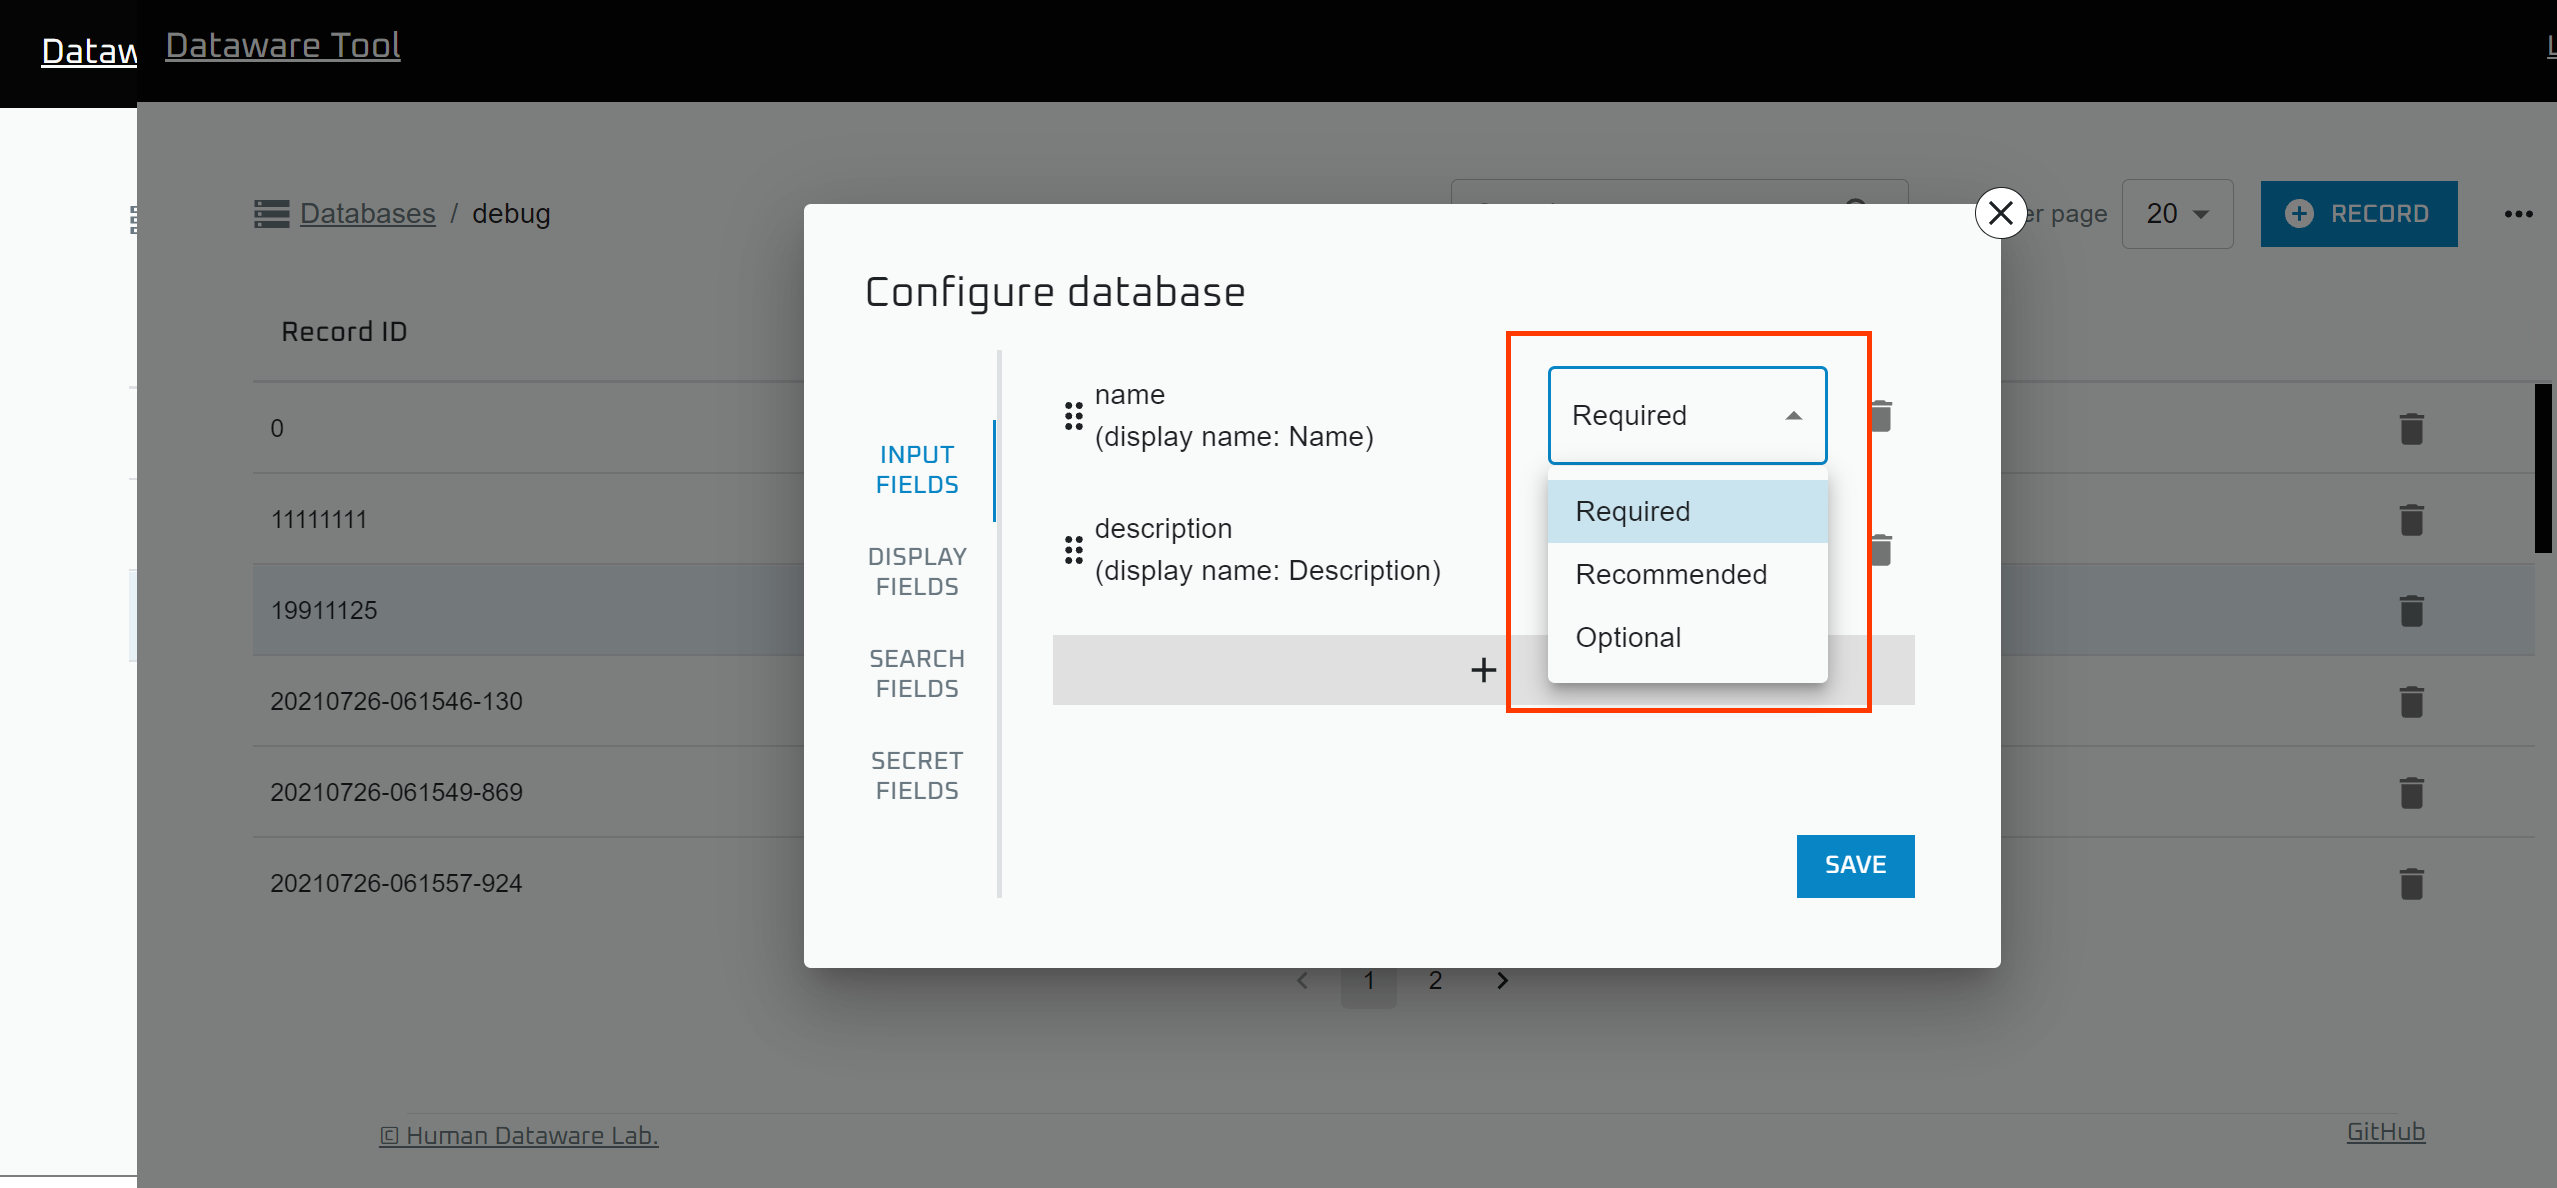 Dataware Tool
Databases / debug
er page
20
RECORD
Record ID
0
11111111
19911125
20210726-061546-130
20210726-061549-869
20210726-061557-924
Configure database
INPUT
FIELDS
DISPLAY
FIELDS
SEARCH
FIELDS
SECRET
FIELDS
name
(display name: Name)
description
(display name: Description)
Required
Required
Recommended
Optional
SAVE
1
2
© Human Dataware Lab.
GitHub